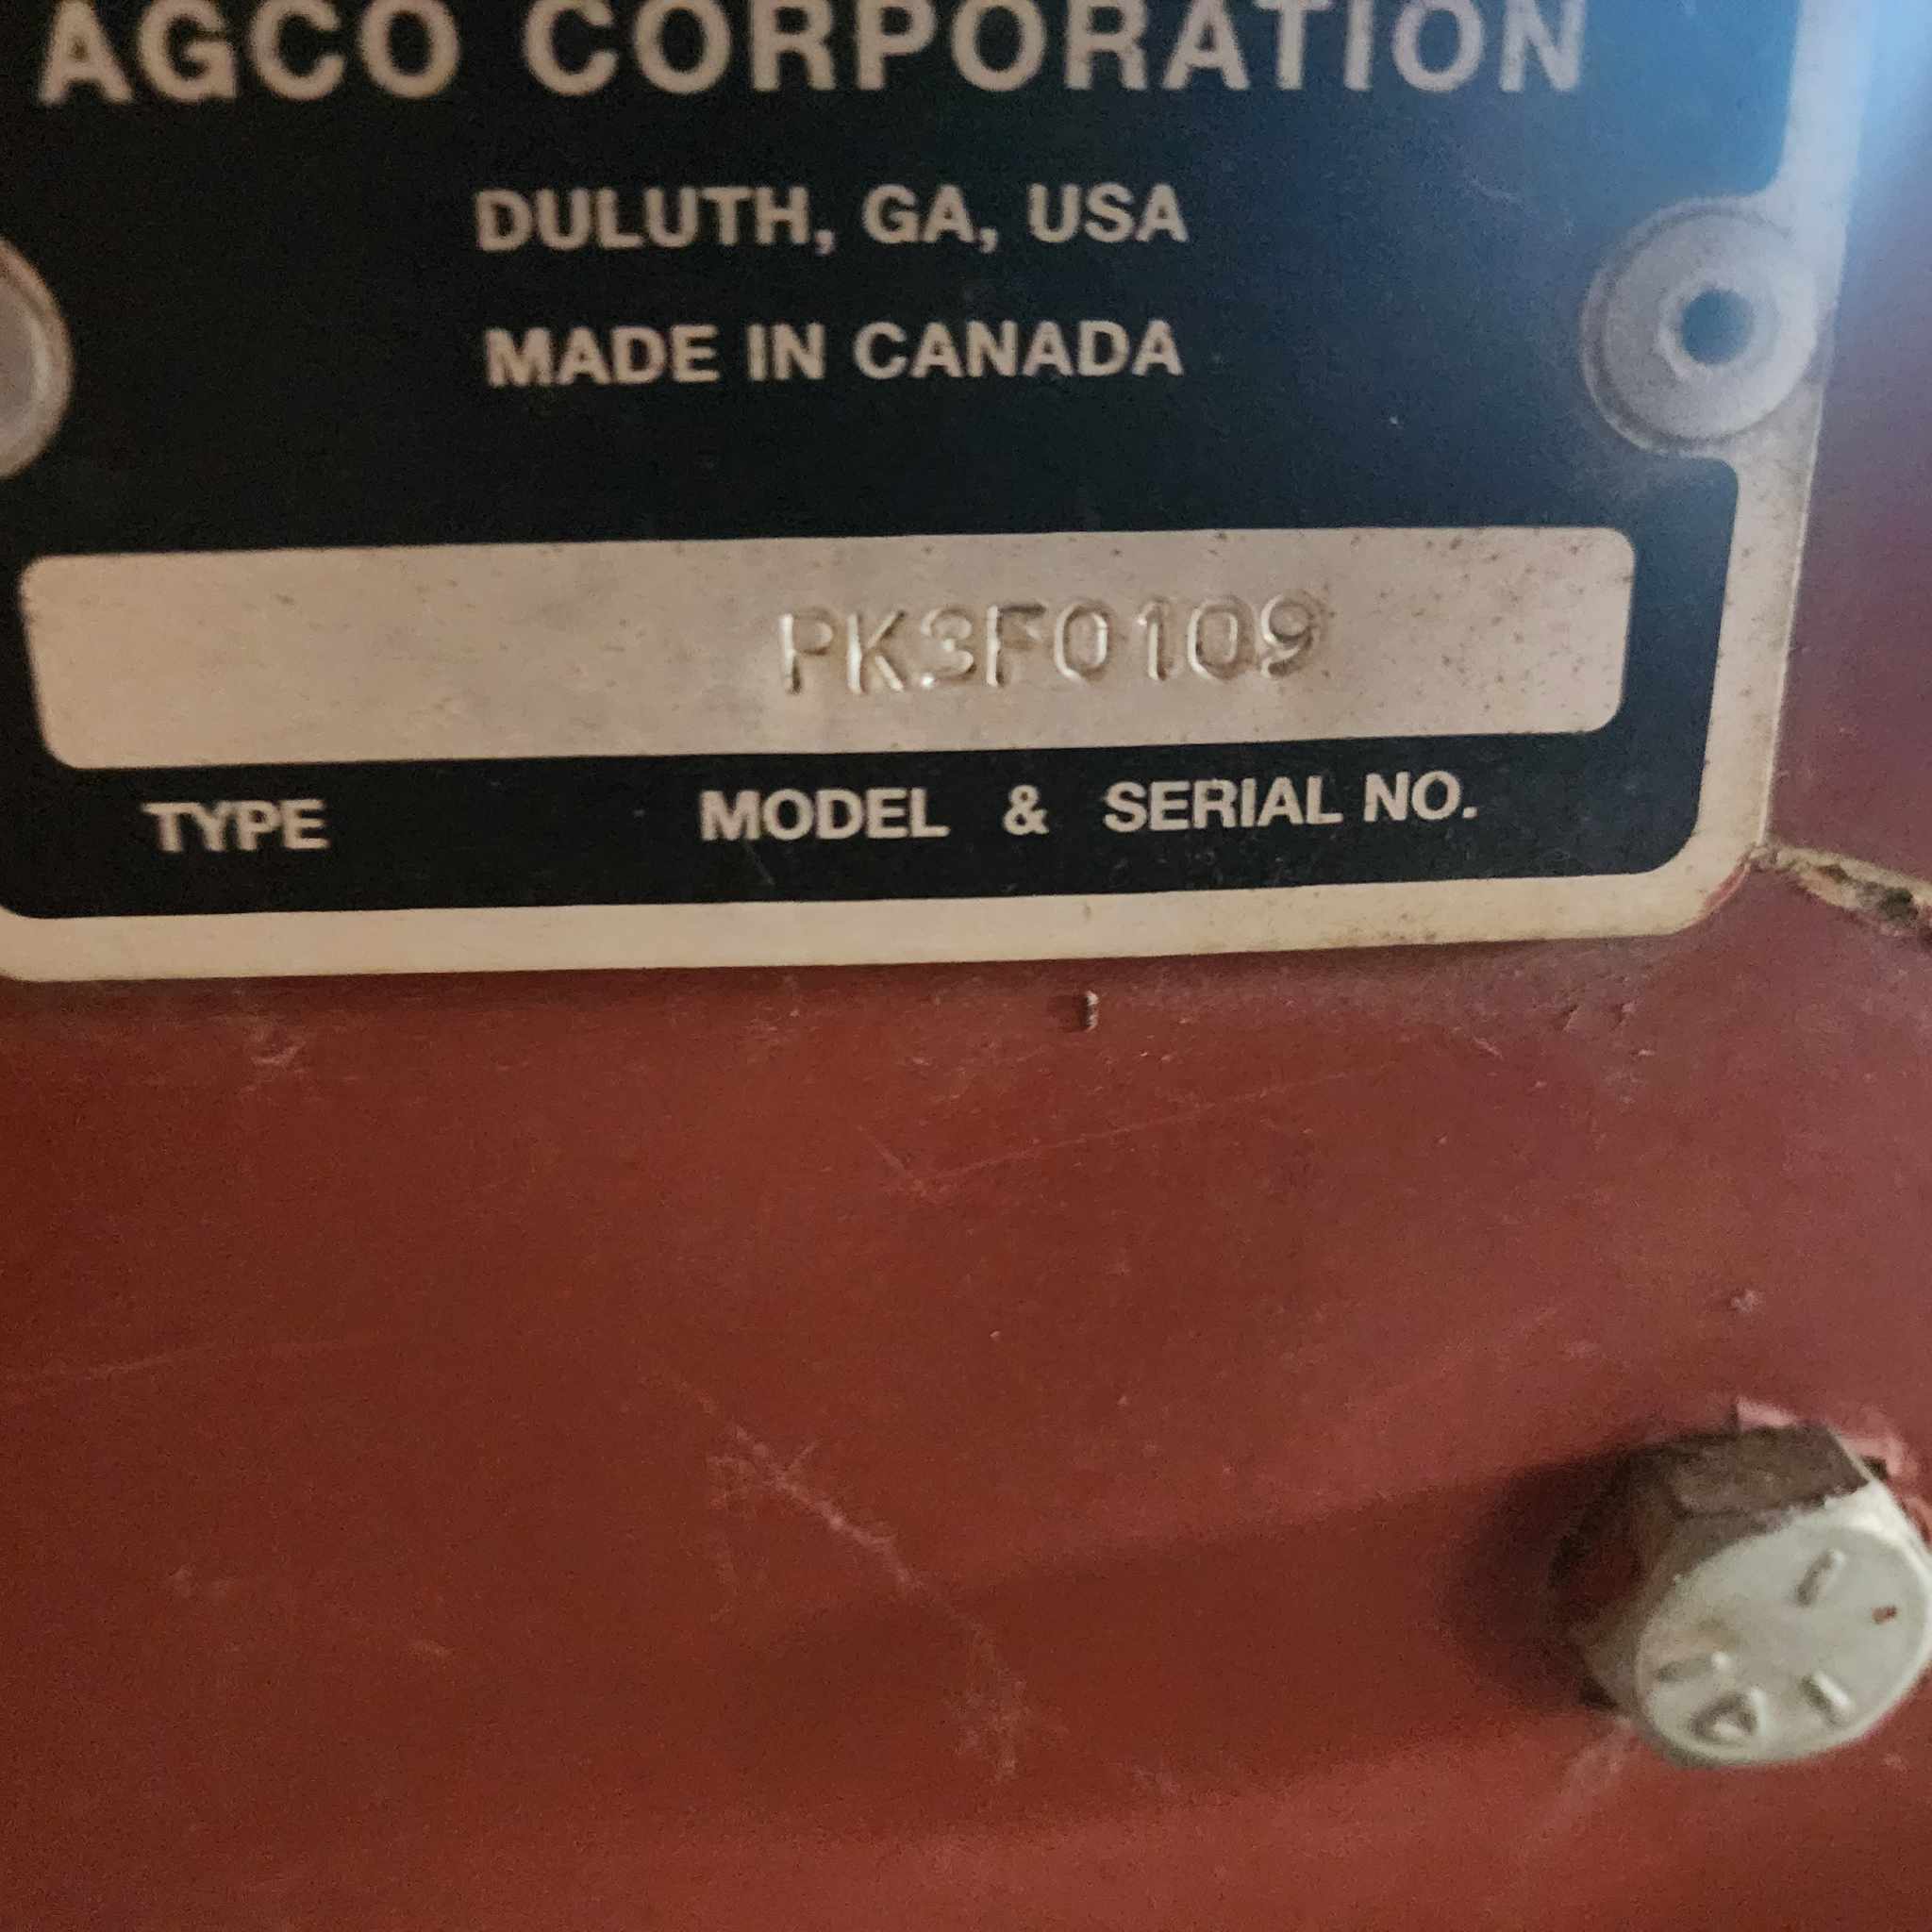 AGCO CORPORATION
DULUTH, GA, USA
MADE IN CANADA
PK3F0109
TYPE MODEL & SERIAL NO.